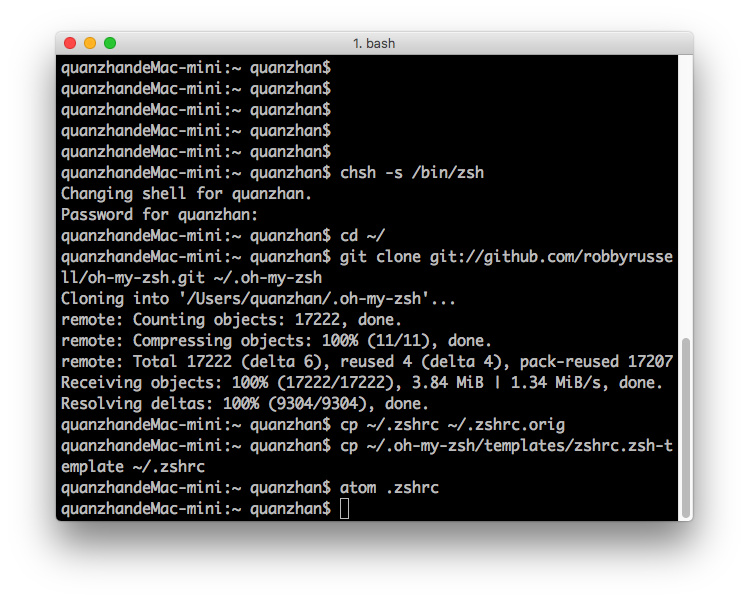 1. bash
quanzhandeMac-mini:~ quanzhan$
quanzhandeMac-mini:~ quanzhan$
quanzhandeMac-mini:~ quanzhan$
quanzhandeMac-mini:~ quanzhan$
quanzhandeMac-mini:~ quanzhan$
quanzhandeMac-mini:~ quanzhan$ chsh -s /bin/zsh
Changing shell for quanzhan.
Password for quanzhan:
quanzhandeMac-mini:~ quanzhan$ cd ~/
quanzhandeMac-mini:~ quanzhan$ git clone git://github.com/robbyrusse
ll/oh-my-zsh.git ~/.oh-my-zsh
Cloning into '/Users/quanzhan/.oh-my-zsh'...
remote: Counting objects: 17222, done.
remote: Compressing objects: 100% (11/11), done.
remote: Total 17222 (delta 6), reused 4 (delta 4), pack-reused 17207
Receiving objects: 100% (17222/17222), 3.84 MiB | 1.34 MiB/s, done.
Resolving deltas: 100% (9304/9304), done.
quanzhandeMac-mini:~ quanzhan$ cp ~/.zshrc ~/.zshrc.orig
quanzhandeMac-mini:~ quanzhan$ cp ~/.oh-my-zsh/templates/zshrc.zsh-t
emplate ~/.zshrc
quanzhandeMac-mini:~ quanzhan$ atom .zshrc
quanzhandeMac-mini:~ quanzhan$